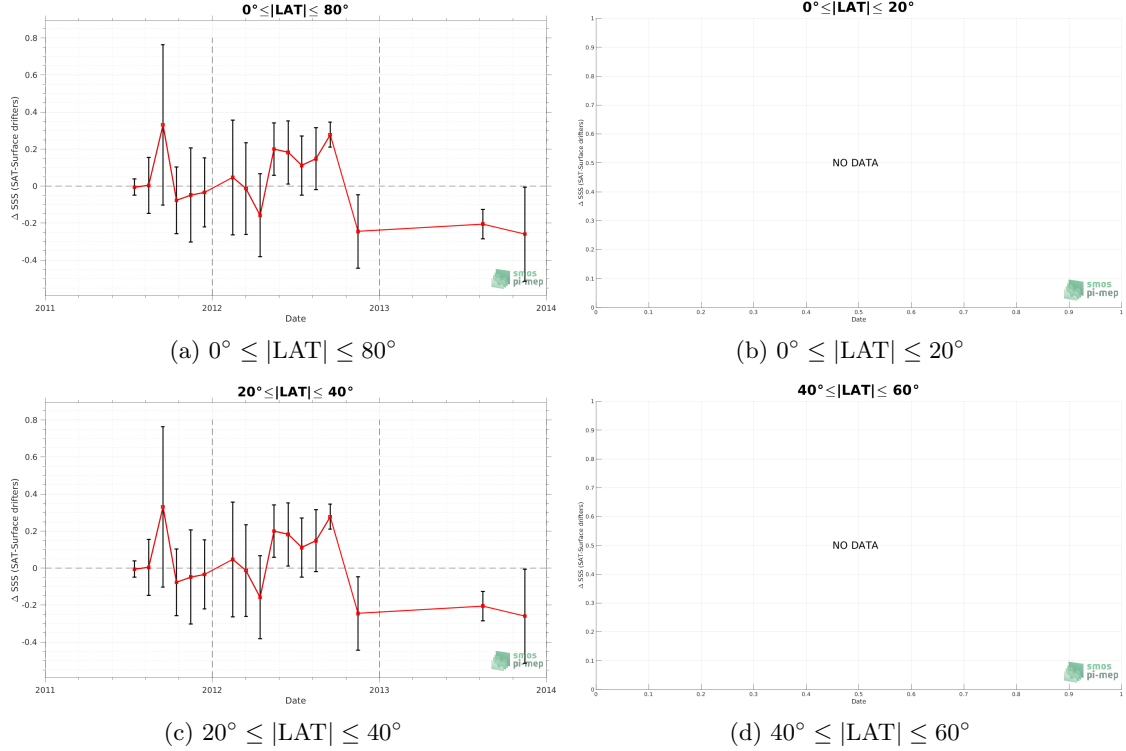 0°≤|LAT|≤ 80°
Δ SSS (SAT-Surface drifters)
0.8
0.6
0.4
0.2
0
-0.2
-0.4
2011
2012
2013
2014
Date
smos
pi-mep
(a) 0° ≤ |LAT| ≤ 80°
0°≤|LAT|≤ 20°
Δ SSS (SAT-Surface drifters)
1
0.9
0.8
0.7
0.6
0.5
0.4
0.3
0.2
0.1
0
NO DATA
0
0.1
0.2
0.3
0.4
0.5
0.6
0.7
0.8
0.9
1
Date
smos
pi-mep
(b) 0° ≤ |LAT| ≤ 20°
20°≤|LAT|≤ 40°
Δ SSS (SAT-Surface drifters)
0.8
0.6
0.4
0.2
0
-0.2
-0.4
2011
2012
2013
2014
Date
smos
pi-mep
(c) 20° ≤ |LAT| ≤ 40°
40°≤|LAT|≤ 60°
Δ SSS (SAT-Surface drifters)
1
0.9
0.8
0.7
0.6
0.5
0.4
0.3
0.2
0.1
0
NO DATA
0
0.1
0.2
0.3
0.4
0.5
0.6
0.7
0.8
0.9
1
Date
smos
pi-mep
(d) 40° ≤ |LAT| ≤ 60°